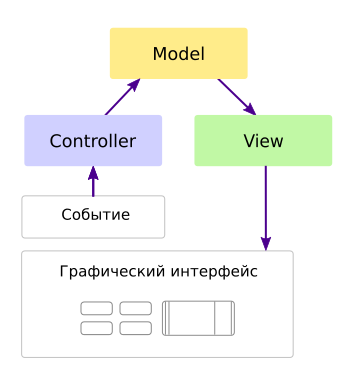 Model
Controller
View
Событие
Графический интерфейс